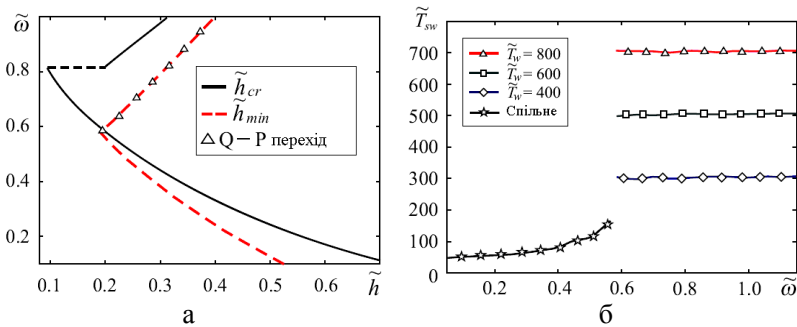 ω̃
0.8
0.6
0.4
0.2
0.1 0.2 0.3 0.4 0.5 0.6 h̃
h̃cr
h̃min
Q – P перехід
а
T̃sw
700
600
500
400
300
200
100
0
0.2 0.4 0.6 0.8 1.0 ω̃
T̃w = 800
T̃w = 600
T̃w = 400
Спільне
б